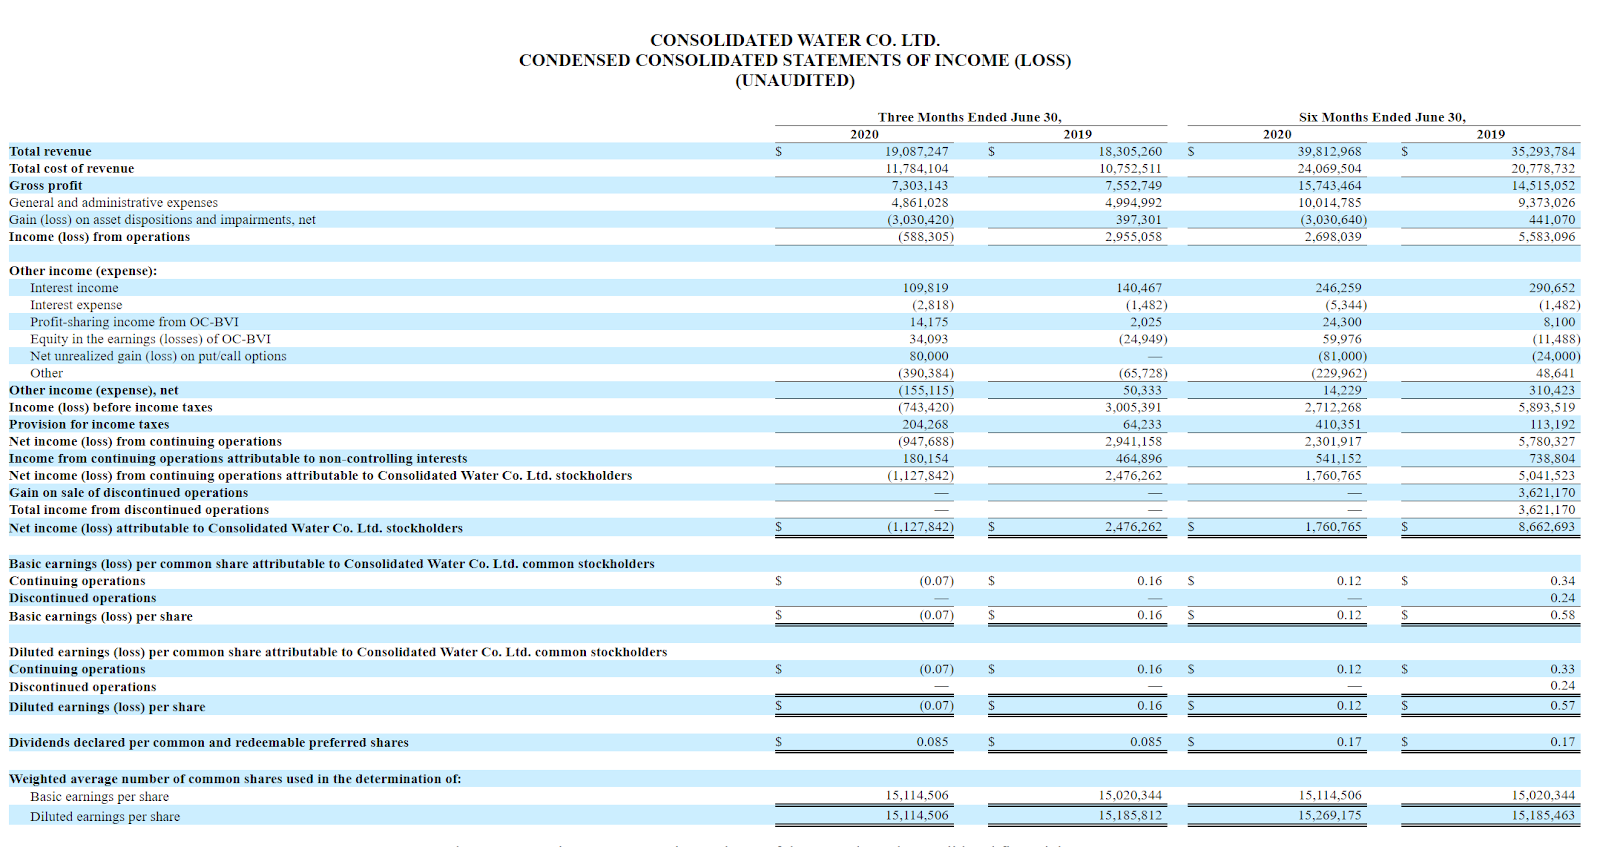 CONSOLIDATED WATER CO. LTD.
CONDENSED CONSOLIDATED STATEMENTS OF INCOME (LOSS)
(UNAUDITED)
Three Months Ended June 30, Six Months Ended June 30,
2020 2019 2020 2019
Total revenue $ 19,087,247 $ 18,305,260 $ 39,812,968 $ 35,293,784
Total cost of revenue 11,784,104 10,752,511 24,069,504 20,778,732
Gross profit 7,303,143 7,552,749 15,743,464 14,515,052
General and administrative expenses 4,861,028 4,994,992 10,014,785 9,373,026
Gain (loss) on asset dispositions and impairments, net (3,030,420) 397,301 (3,030,640) 441,070
Income (loss) from operations (588,305) 2,955,058 2,698,039 5,583,096
Other income (expense):
Interest income 109,819 140,467 246,259 290,652
Interest expense (2,818) (1,482) (5,344) (1,482)
Profit-sharing income from OC-BVI 14,175 2,025 24,300 8,100
Equity in the earnings (losses) of OC-BVI 34,093 (24,949) 59,976 (11,488)
Net unrealized gain (loss) on put/call options 80,000 — (81,000) (24,000)
Other (390,384) (65,728) (229,962) 48,641
Other income (expense), net (155,115) 50,333 14,229 310,423
Income (loss) before income taxes (743,420) 3,005,391 2,712,268 5,893,519
Provision for income taxes 204,268 64,233 410,351 113,192
Net income (loss) from continuing operations (947,688) 2,941,158 2,301,917 5,780,327
Income from continuing operations attributable to non-controlling interests 180,154 464,896 541,152 738,804
Net income (loss) from continuing operations attributable to Consolidated Water Co. Ltd. stockholders (1,127,842) 2,476,262 1,760,765 5,041,523
Gain on sale of discontinued operations — — — 3,621,170
Total income from discontinued operations — — — 3,621,170
Net income (loss) attributable to Consolidated Water Co. Ltd. stockholders $ (1,127,842) $ 2,476,262 $ 1,760,765 $ 8,662,693
Basic earnings (loss) per common share attributable to Consolidated Water Co. Ltd. common stockholders
Continuing operations $ (0.07) $ 0.16 $ 0.12 $ 0.34
Discontinued operations — — — 0.24
Basic earnings (loss) per share $ (0.07) $ 0.16 $ 0.12 $ 0.58
Diluted earnings (loss) per common share attributable to Consolidated Water Co. Ltd. common stockholders
Continuing operations $ (0.07) $ 0.16 $ 0.12 $ 0.33
Discontinued operations — — — 0.24
Diluted earnings (loss) per share $ (0.07) $ 0.16 $ 0.12 $ 0.57
Dividends declared per common and redeemable preferred shares $ 0.085 $ 0.085 $ 0.17 $ 0.17
Weighted average number of common shares used in the determination of:
Basic earnings per share 15,114,506 15,020,344 15,114,506 15,020,344
Diluted earnings per share 15,114,506 15,185,812 15,269,175 15,185,463